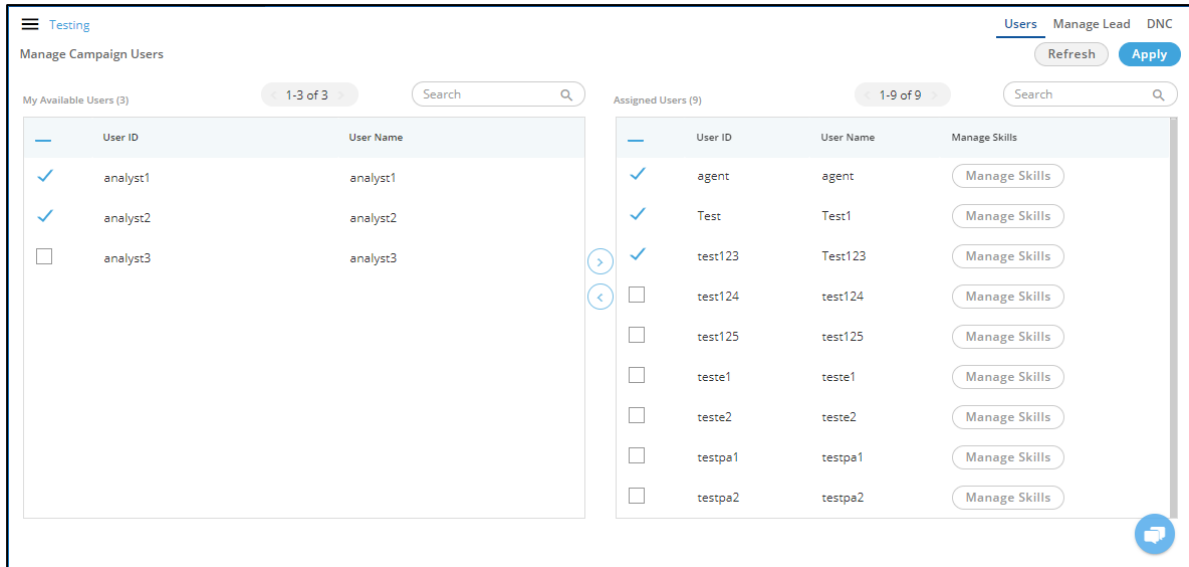 Testing Users Manage Lead DNC
Manage Campaign Users Refresh Apply
My Available Users (3) < 1-3 of 3 > Search Assigned Users (9) < 1-9 of 9 > Search
User ID User Name User ID User Name Manage Skills
analyst1 analyst1 agent agent Manage Skills
analyst2 analyst2 Test Test1 Manage Skills
analyst3 analyst3 test123 Test123 Manage Skills
test124 test124 Manage Skills
test125 test125 Manage Skills
teste1 teste1 Manage Skills
teste2 teste2 Manage Skills
testpa1 testpa1 Manage Skills
testpa2 testpa2 Manage Skills